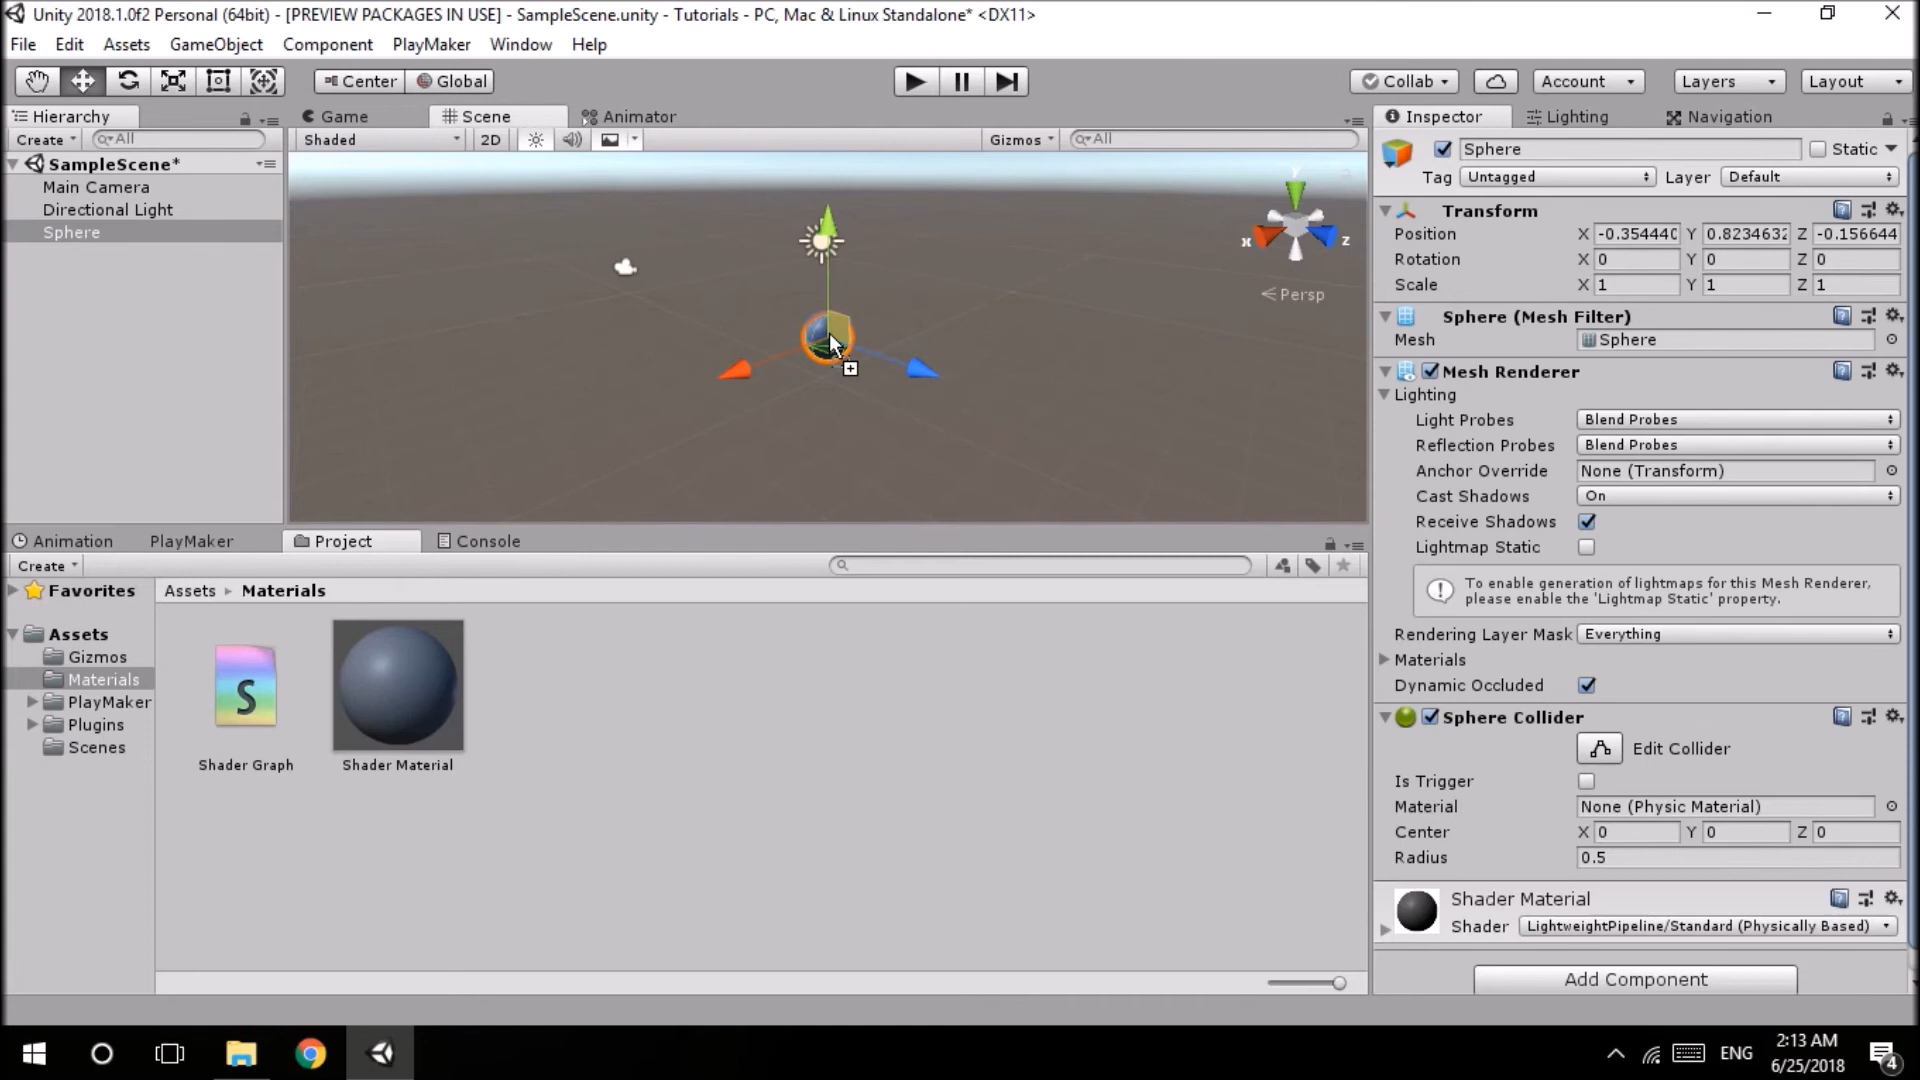 Unity 2018.1.0f2 Personal (64bit) - [PREVIEW PACKAGES IN USE] - SampleScene.unity - Tutorials - PC, Mac & Linux Standalone* <DX11>
File Edit Assets GameObject Component PlayMaker Window Help
Center Global Collab Account Layers Layout
Hierarchy Game Scene Animator Inspector Lighting Navigation
Create All Shaded 2D Gizmos All
SampleScene*
Main Camera
Directional Light
Sphere
y
x z
Persp
Sphere Static
Tag Untagged Layer Default
Transform
Position X -0.354440 Y 0.8234632 Z -0.156644
Rotation X 0 Y 0 Z 0
Scale X 1 Y 1 Z 1
Sphere (Mesh Filter)
Mesh Sphere
Mesh Renderer
Lighting
Light Probes Blend Probes
Reflection Probes Blend Probes
Anchor Override None (Transform)
Cast Shadows On
Receive Shadows
Lightmap Static
To enable generation of lightmaps for this Mesh Renderer,
please enable the 'Lightmap Static' property.
Rendering Layer Mask Everything
Materials
Dynamic Occluded
Sphere Collider
Edit Collider
Is Trigger
Material None (Physic Material)
Center X 0 Y 0 Z 0
Radius 0.5
Shader Material
Shader LightweightPipeline/Standard (Physically Based)
Add Component
Animation PlayMaker Project Console
Create
Favorites
Assets
Gizmos
Materials
PlayMaker
Plugins
Scenes
Assets Materials
S
Shader Graph Shader Material
ENG
2:13 AM
6/25/2018
4